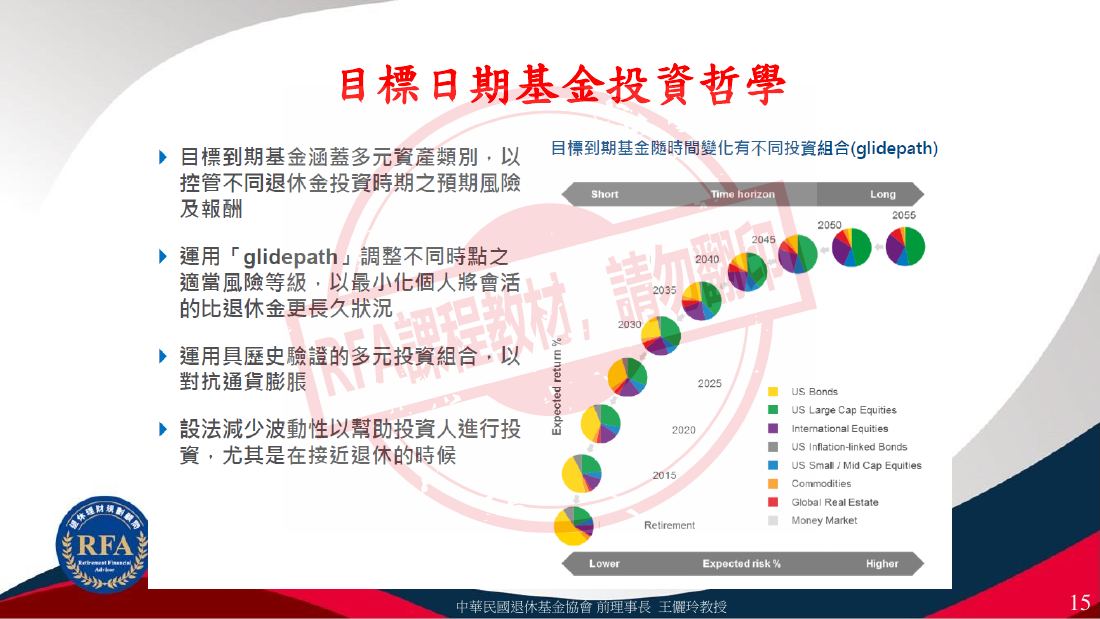 目標日期基金投資哲學
目標到期基金涵蓋多元資產類別，以
控管不同退休金投資時期之預期風險
及報酬
運用「glidepath」調整不同時點之
適當風險等級，以最小化個人將會活
的比退休金更長久狀況
運用具歷史驗證的多元投資組合，以
對抗通貨膨脹
設法減少波動性以幫助投資人進行投
資，尤其是在接近退休的時候
目標到期基金隨時間變化有不同投資組合(glidepath)
Short Time horizon Long
2055
2050
2045
2040
2035
2030
2025
2020
2015
Retirement
Expected return %
US Bonds
US Large Cap Equities
International Equities
US Inflation-linked Bonds
US Small / Mid Cap Equities
Commodities
Global Real Estate
Money Market
Lower Expected risk % Higher
RFA課程教材，請勿翻印
退休理財規劃顧問
RFA
Retirement Financial
Advisor
中華民國退休基金協會 前理事長 王儷玲教授
15